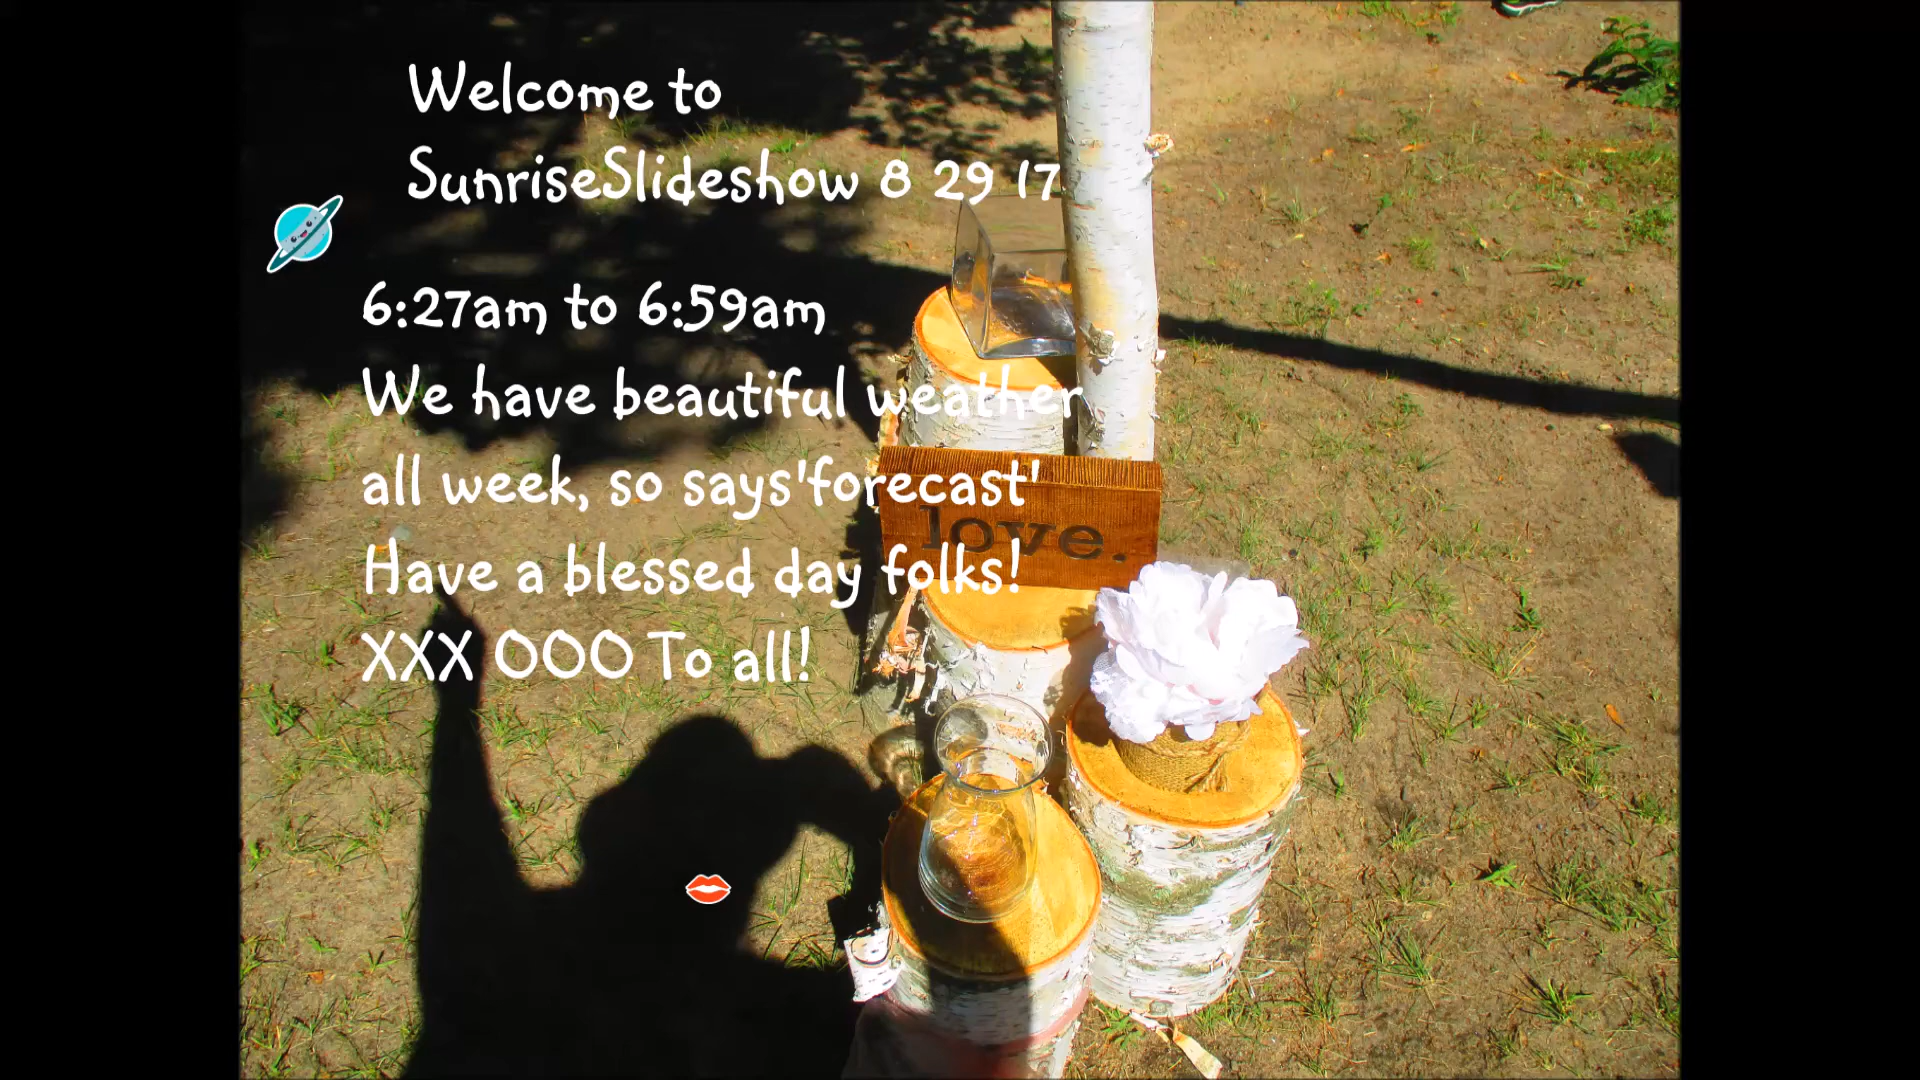 Welcome to
SunriseSlideshow 8 29 17
6:27am to 6:59am
We have beautiful weather
all week, so says'forecast'
love.
Have a blessed day folks!
XXX OOO To all!